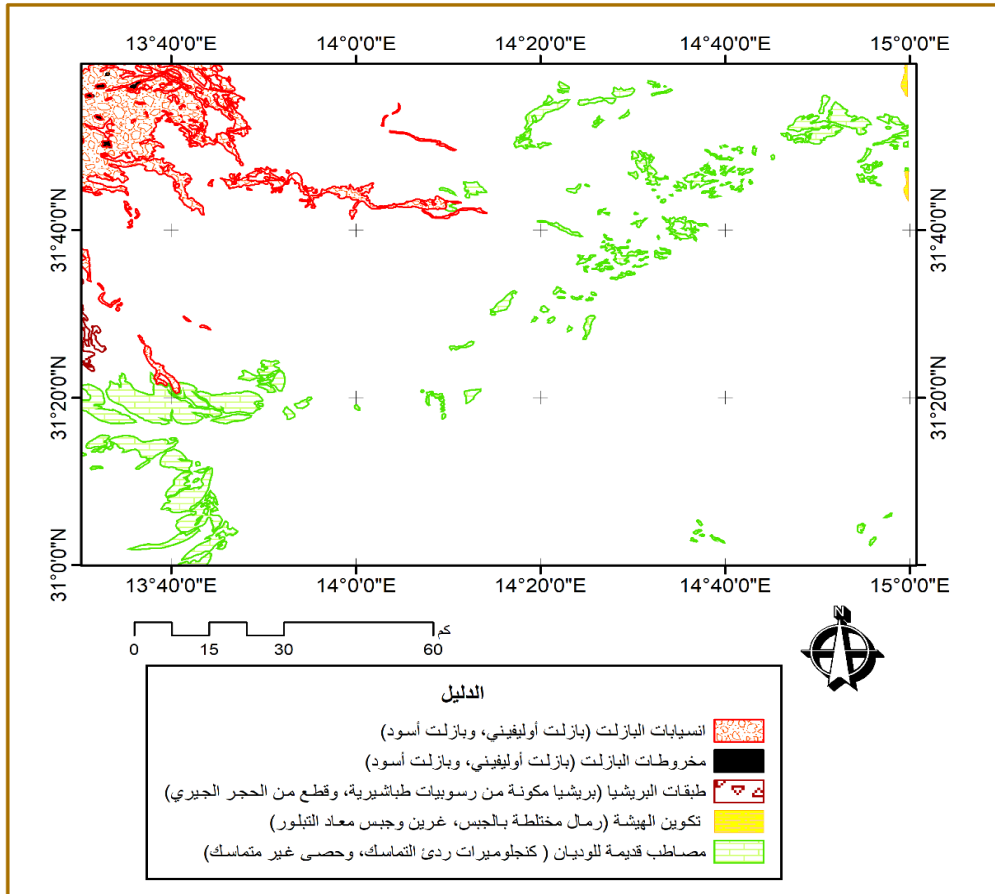 13°40'0"E 14°0'0"E 14°20'0"E 14°40'0"E 15°0'0"E
31°40'0"N 31°40'0"N
31°20'0"N 31°20'0"N
31°0'0"N 31°0'0"N
13°40'0"E 14°0'0"E 14°20'0"E 14°40'0"E 15°0'0"E
N
كم
0 15 30 60
الدليل
انسيابات البازلت (بازلت أوليفيني، وبازلت أسود)
مخروطات البازلت (بازلت أوليفيني، وبازلت أسود)
طبقات البريشيا (بريشيا مكونة من رسوبيات طباشيرية، وقطع من الحجر الجيري)
تكوين الهيشة (رمال مختلطة بالجبس، غرين وجبس معاد التبلور)
مصاطب قديمة للوديان ( كنجلوميرات ردئ التماسك، وحصى غير متماسك)